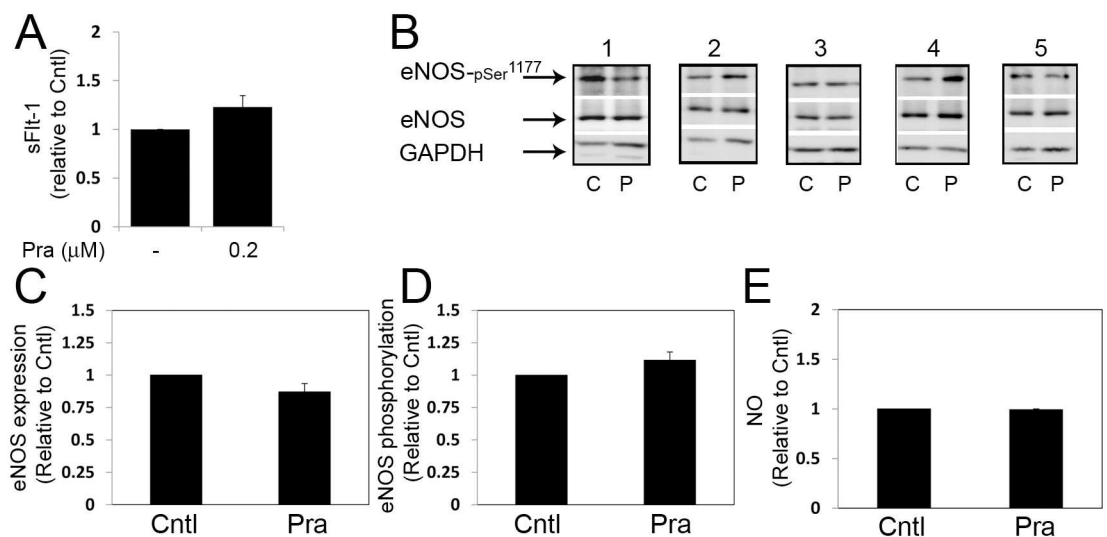 A
sFlt-1
(relative to Cntl)
2
1.5
1
0.5
0
Pra (μM)
-
0.2
B
1 2 3 4 5
eNOS-pSer1177
eNOS
GAPDH
C P C P C P C P C P
C
eNOS expression
(Relative to Cntl)
1.5
1.25
1
0.75
0.5
0.25
0
Cntl Pra
D
eNOS phosphorylation
(Relative to Cntl)
1.5
1.25
1
0.75
0.5
0.25
0
Cntl Pra
E
NO
(Relative to Cntl)
2
1.5
1
0.5
0
Cntl Pra